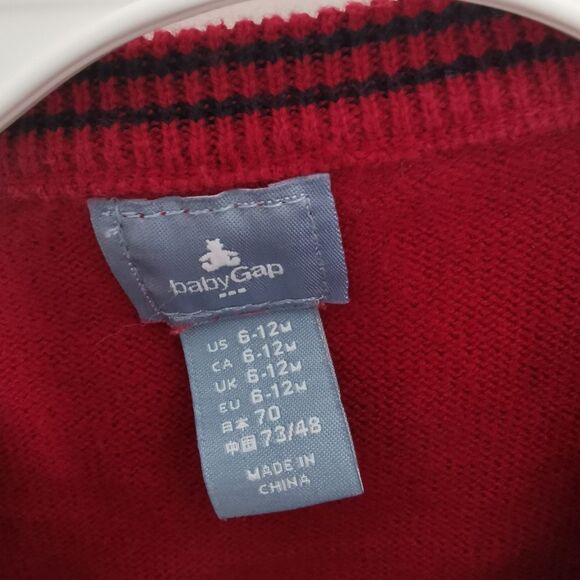 babyGap
US 6-12M
CA 6-12M
UK 6-12M
EU 6-12M
日本 70
中国 73/48
MADE IN
CHINA